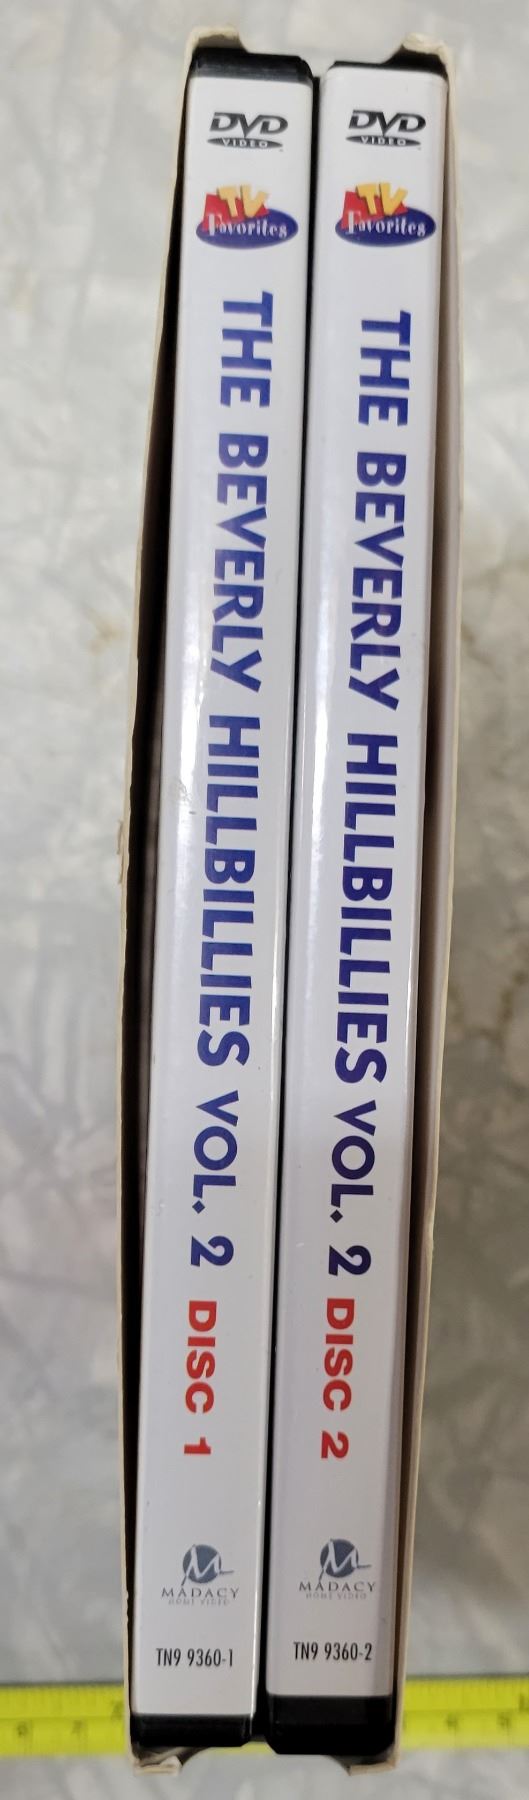 DVD
VIDEO
TV
Favorites
THE BEVERLY HILLBILLIES VOL. 2 DISC 1
M
MADACY
HOME VIDEO
TN9 9360-1
DVD
VIDEO
TV
Favorites
THE BEVERLY HILLBILLIES VOL. 2 DISC 2
M
MADACY
HOME VIDEO
TN9 9360-2